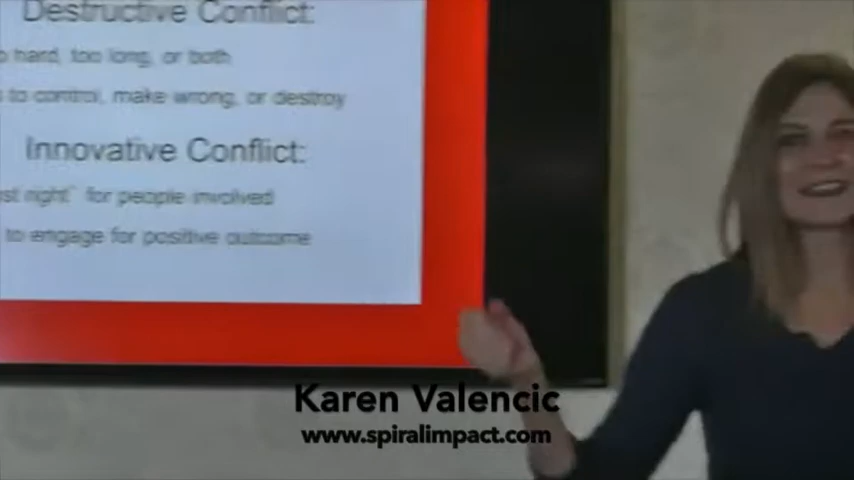 Destructive Conflict:
hard, too long, or both
to control, make wrong, or destroy
Innovative Conflict:
right" for people involved
to engage for positive outcome
Karen Valencic
www.spiralimpact.com